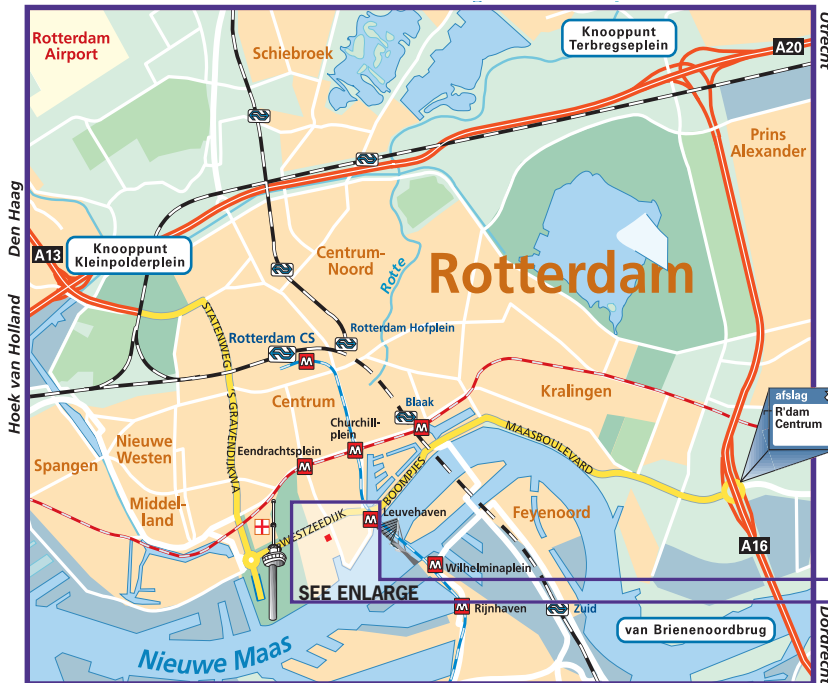 Rotterdam
Airport
Schiebroek
Knooppunt
Terbregseplein
A20
Utrecht
Prins
Alexander
Den Haag
A13
Knooppunt
Kleinpolderplein
Centrum-
Noord
Rotte
Rotterdam
Hoek van Holland
STATENWEG
'S GRAVENDIJKWA
Rotterdam CS
Rotterdam Hofplein
M
Centrum
Blaak
Kralingen
afslag
R'dam
Centrum
Churchill-
plein
M
M
Nieuwe
Westen
Eendrachtsplein
M
Spangen
Middel-
land
BOOMPJES
MAASBOULEVARD
WESTZEEDIJK
M
Leuvehaven
Feyenoord
A16
M
Wilhelminaplein
SEE ENLARGE
M
Rijnhaven
Zuid
van Brienenoordbrug
Dordrecht
Nieuwe Maas